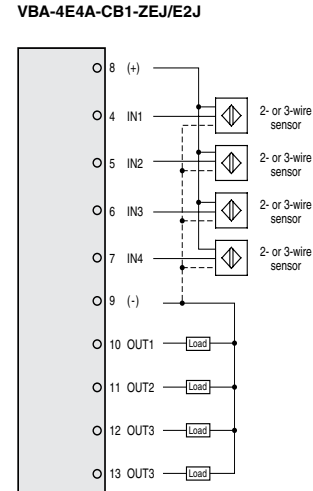 VBA-4E4A-CB1-ZEJ/E2J
8 (+)
4 IN1
2- or 3-wire
sensor
5 IN2
2- or 3-wire
sensor
6 IN3
2- or 3-wire
sensor
7 IN4
2- or 3-wire
sensor
9 (-)
10 OUT1 Load
11 OUT2 Load
12 OUT3 Load
13 OUT3 Load